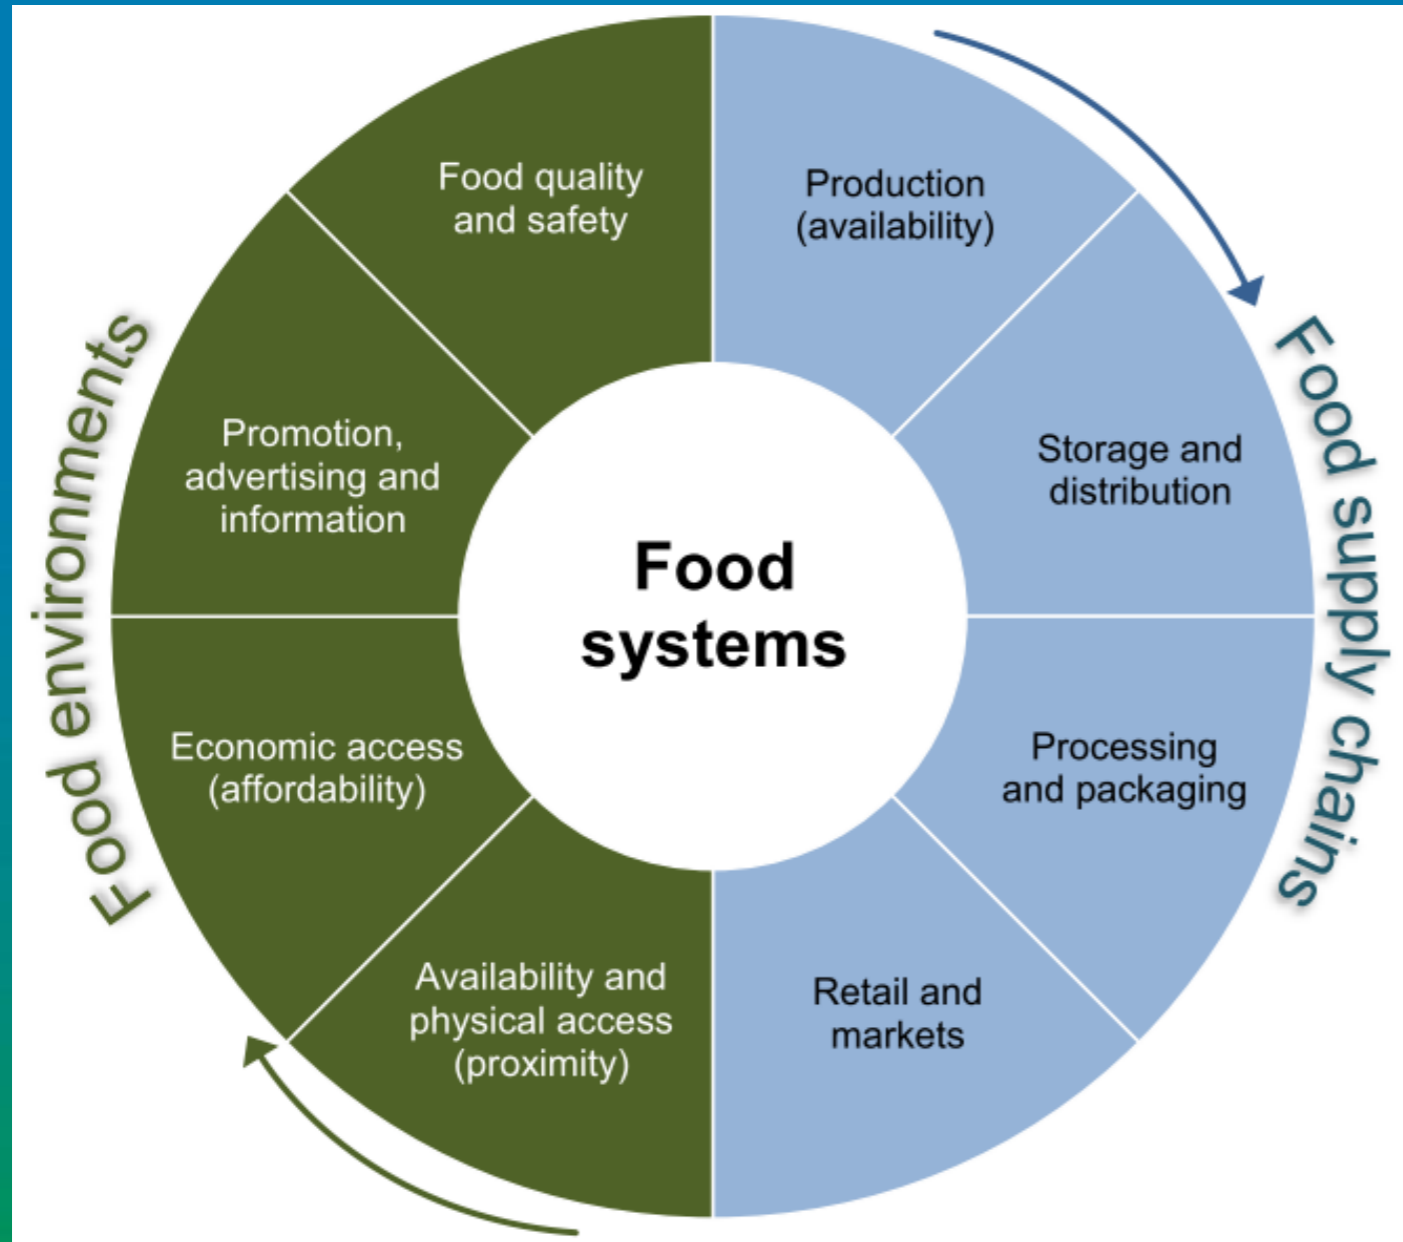 Food quality
and safety
Production
(availability)
Storage and
distribution
Processing
and packaging
Retail and
markets
Availability and
physical access
(proximity)
Economic access
(affordability)
Promotion,
advertising and
information
Food
systems
Food environments
Food supply chains